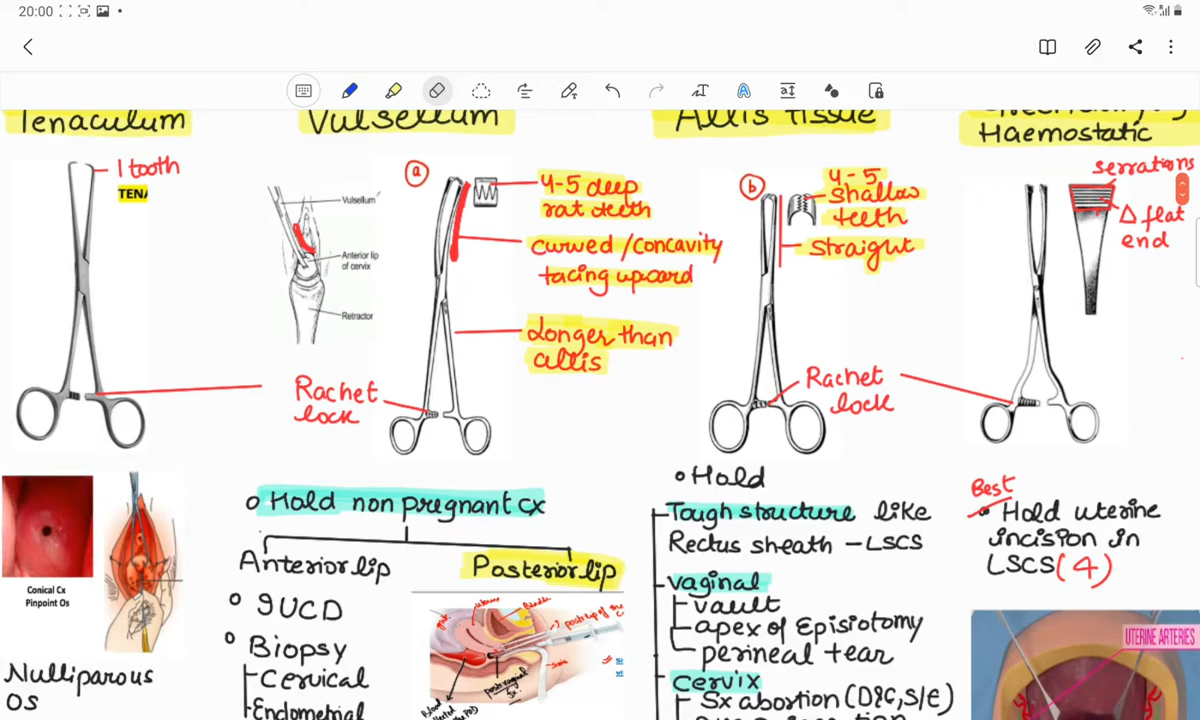 20:00
Tenaculum
Vulsellum
Allis tissue
Haemostatic
1 tooth
TENA
Vulsellum
Anterior lip
of cervix
Retractor
Rachet
lock
a
4-5 deep
rat teeth
curved/concavity
facing upward
Longer than
allis
b
4-5
shallow
teeth
straight
Rachet
lock
serrations
Δ flat
end
Conical Cx
Pinpoint Os
Nulliparous
OS
Hold non pregnant Cx
Anterior lip
IUCD
Biopsy
Cervical
Endometrial
Posterior lip
uterus
Bladder
Hold
Tough structure like
Rectus sheath - LSCS
vaginal
vault
apex of Episiotomy
perineal tear
Cervix
Sx abortion (D&C, S/E)
Best
Hold uterine
incision in
LSCS (4)
UTERINE ARTERIES